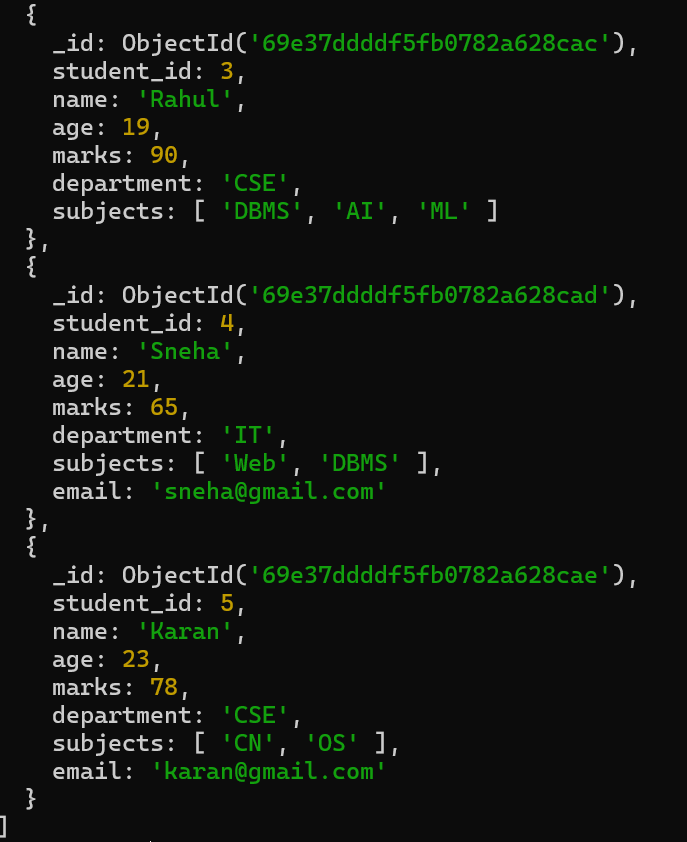 {
_id: ObjectId('69e37ddddf5fb0782a628cac'),
student_id: 3,
name: 'Rahul',
age: 19,
marks: 90,
department: 'CSE',
subjects: [ 'DBMS', 'AI', 'ML' ]
},
{
_id: ObjectId('69e37ddddf5fb0782a628cad'),
student_id: 4,
name: 'Sneha',
age: 21,
marks: 65,
department: 'IT',
subjects: [ 'Web', 'DBMS' ],
email: 'sneha@gmail.com'
},
{
_id: ObjectId('69e37ddddf5fb0782a628cae'),
student_id: 5,
name: 'Karan',
age: 23,
marks: 78,
department: 'CSE',
subjects: [ 'CN', 'OS' ],
email: 'karan@gmail.com'
}
]